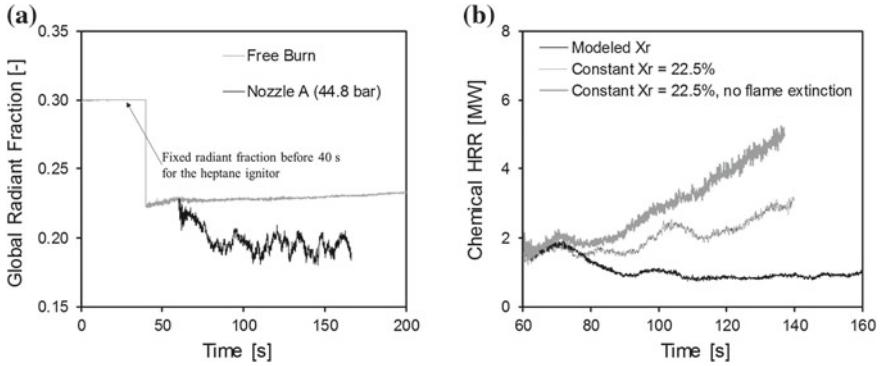 (a)
0.35
0.30
0.25
0.20
0.15
Global Radiant Fraction [-]
Free Burn
Nozzle A (44.8 bar)
Fixed radiant fraction before 40 s
for the heptane ignitor
0 50 100 150 200
Time [s]
(b)
8
6
4
2
0
Chemical HRR [MW]
Modeled Xr
Constant Xr = 22.5%
Constant Xr = 22.5%, no flame extinction
60 80 100 120 140 160
Time [s]